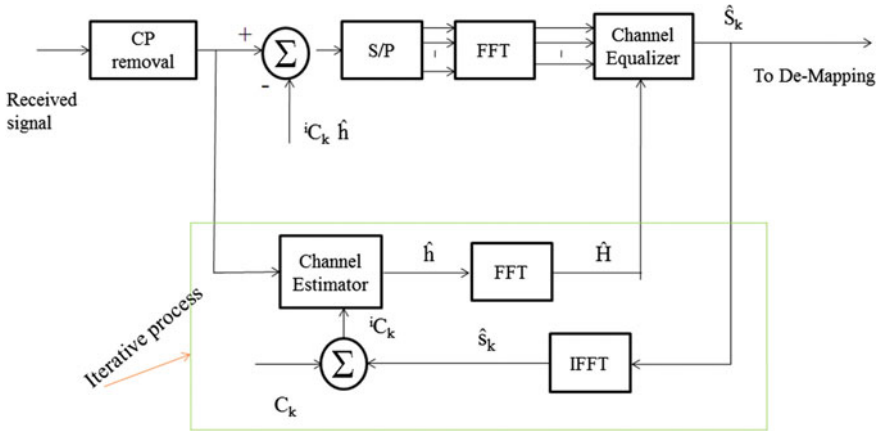 CP
removal
+
Σ
-
S/P
FFT
Channel
Equalizer
Ŝₖ
To De-Mapping
Received
signal
ⁱCₖ ĥ
Channel
Estimator
ĥ
FFT
Ĥ
Iterative process
ⁱCₖ
Σ
ŝₖ
IFFT
Cₖ